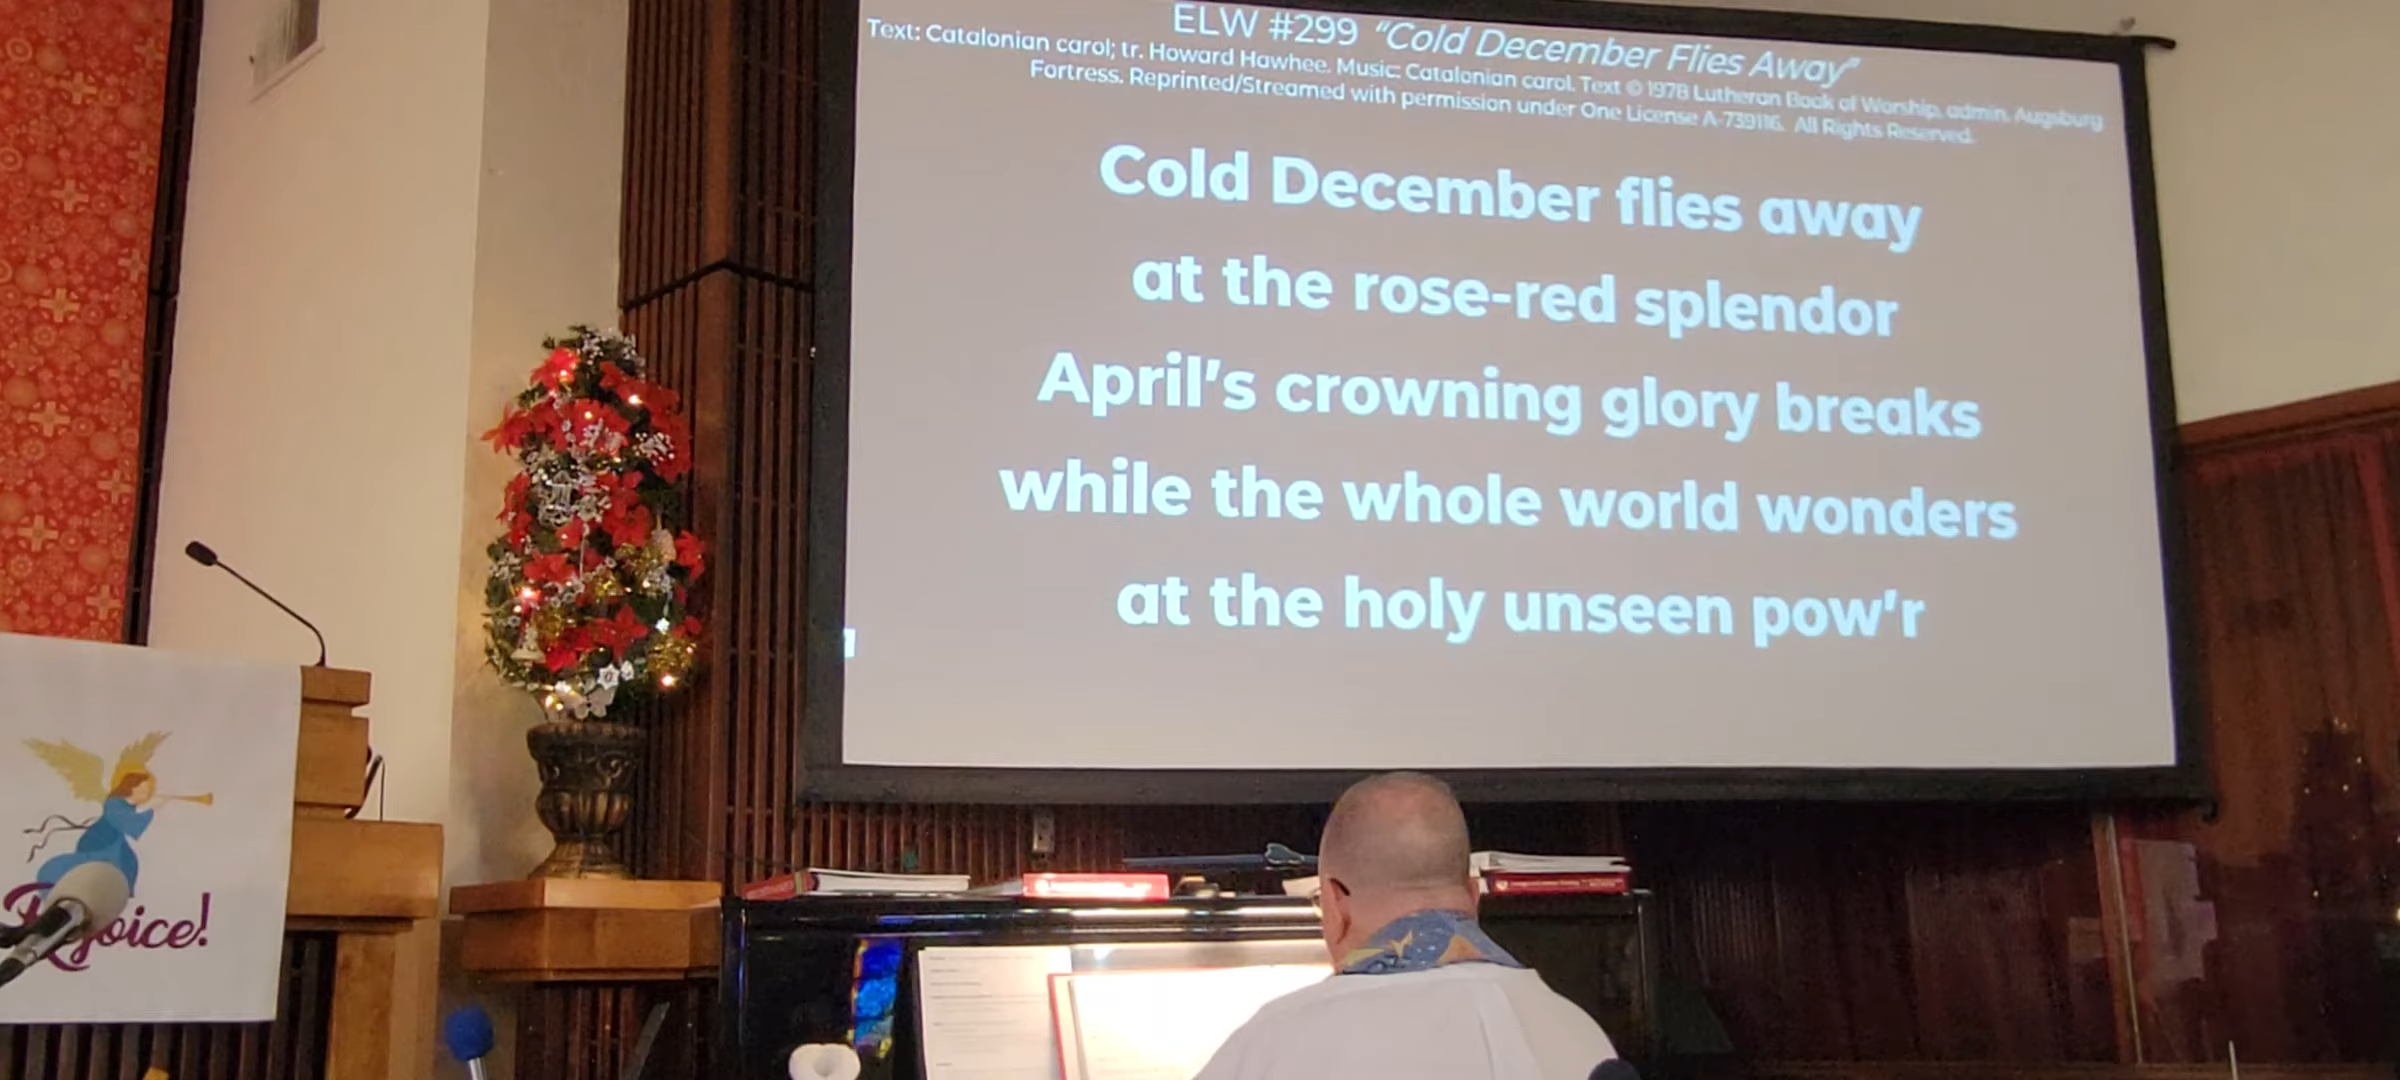 ELW #299 “Cold December Flies Away”
Text: Catalonian carol; tr. Howard Hawhee. Music: Catalonian carol. Text © 1978 Lutheran Book of Worship, admin. Augsburg
Fortress. Reprinted/Streamed with permission under One License A-739116. All Rights Reserved.
Cold December flies away
at the rose-red splendor
April’s crowning glory breaks
while the whole world wonders
at the holy unseen pow’r
Rejoice!